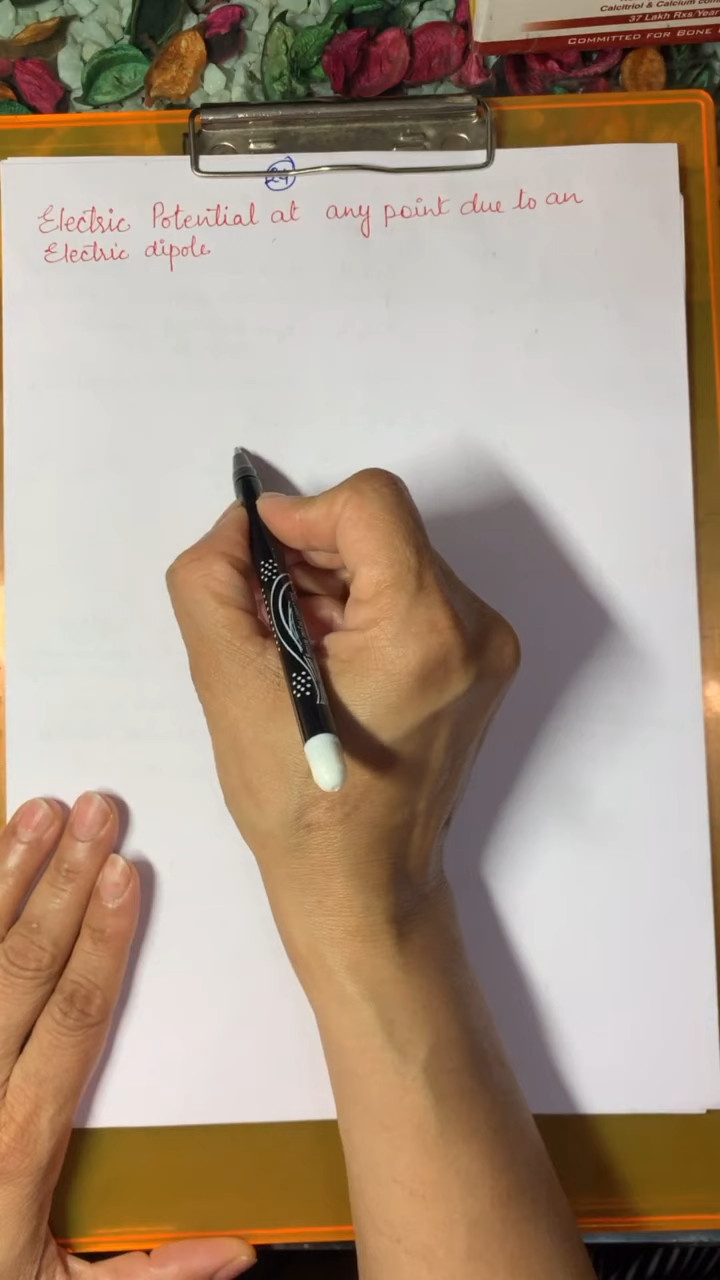 Calcitriol & Calcium
37 Lakh Rxs/Year
COMMITTED FOR BONE
24
Electric Potential at any point due to an
Electric dipole